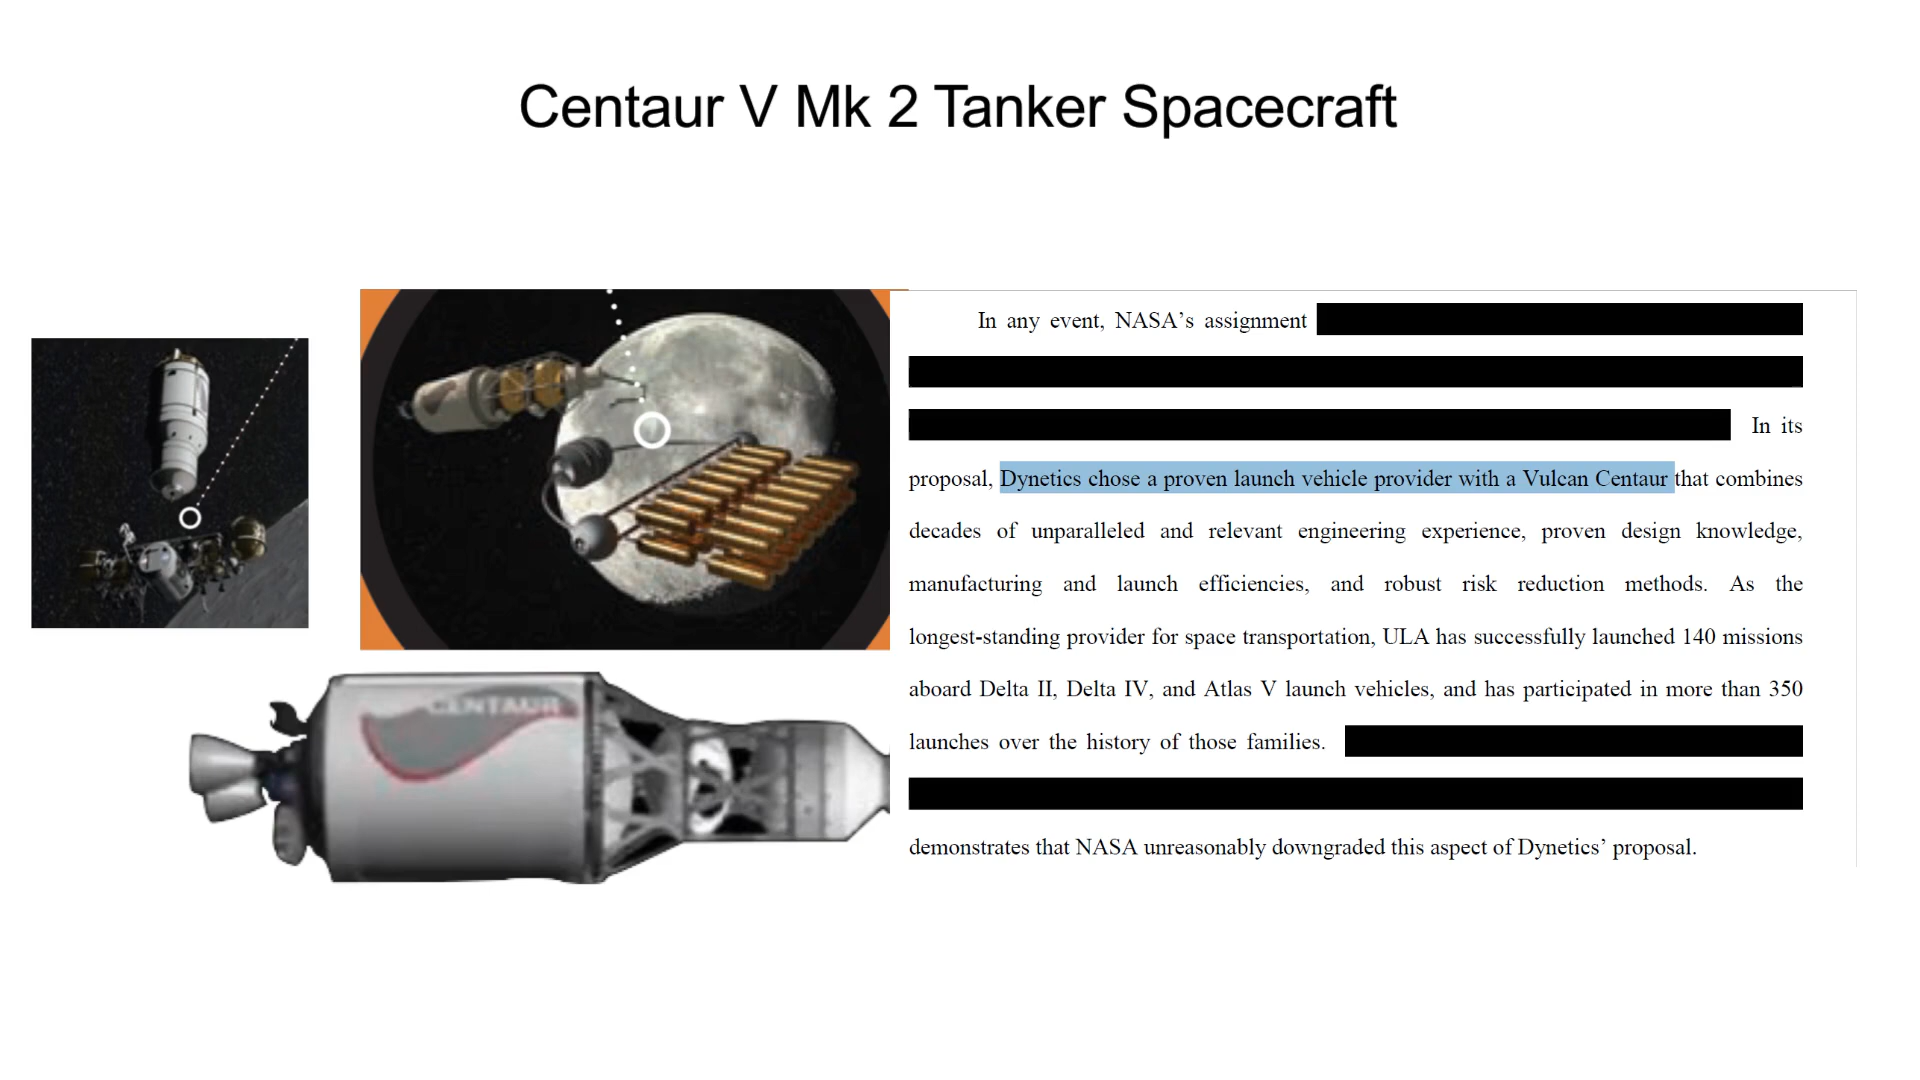 Centaur V Mk 2 Tanker Spacecraft
CENTAUR
In any event, NASA’s assignment
In its
proposal, Dynetics chose a proven launch vehicle provider with a Vulcan Centaur that combines
decades of unparalleled and relevant engineering experience, proven design knowledge,
manufacturing and launch efficiencies, and robust risk reduction methods. As the
longest-standing provider for space transportation, ULA has successfully launched 140 missions
aboard Delta II, Delta IV, and Atlas V launch vehicles, and has participated in more than 350
launches over the history of those families.
demonstrates that NASA unreasonably downgraded this aspect of Dynetics’ proposal.